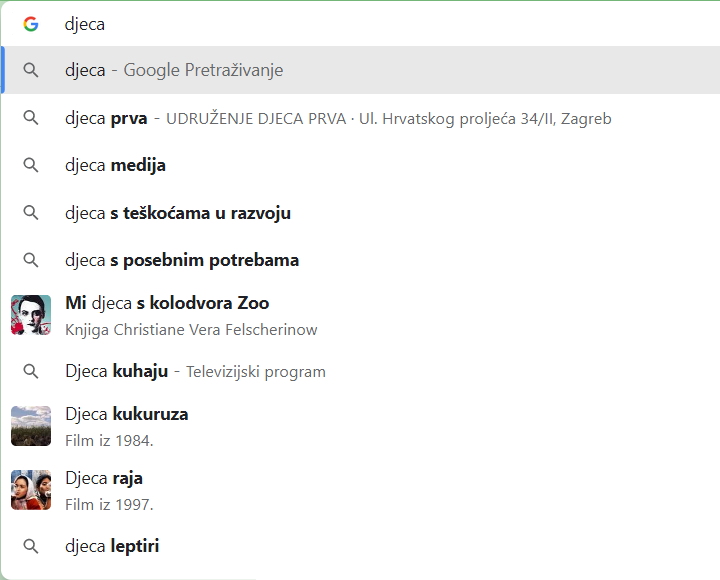 djeca
djeca - Google Pretraživanje
djeca prva - UDRUŽENJE DJECA PRVA · Ul. Hrvatskog proljeća 34/II, Zagreb
djeca medija
djeca s teškoćama u razvoju
djeca s posebnim potrebama
Mi djeca s kolodvora Zoo
Knjiga Christiane Vera Felscherinow
Djeca kuhaju - Televizijski program
Djeca kukuruza
Film iz 1984.
Djeca raja
Film iz 1997.
djeca leptiri